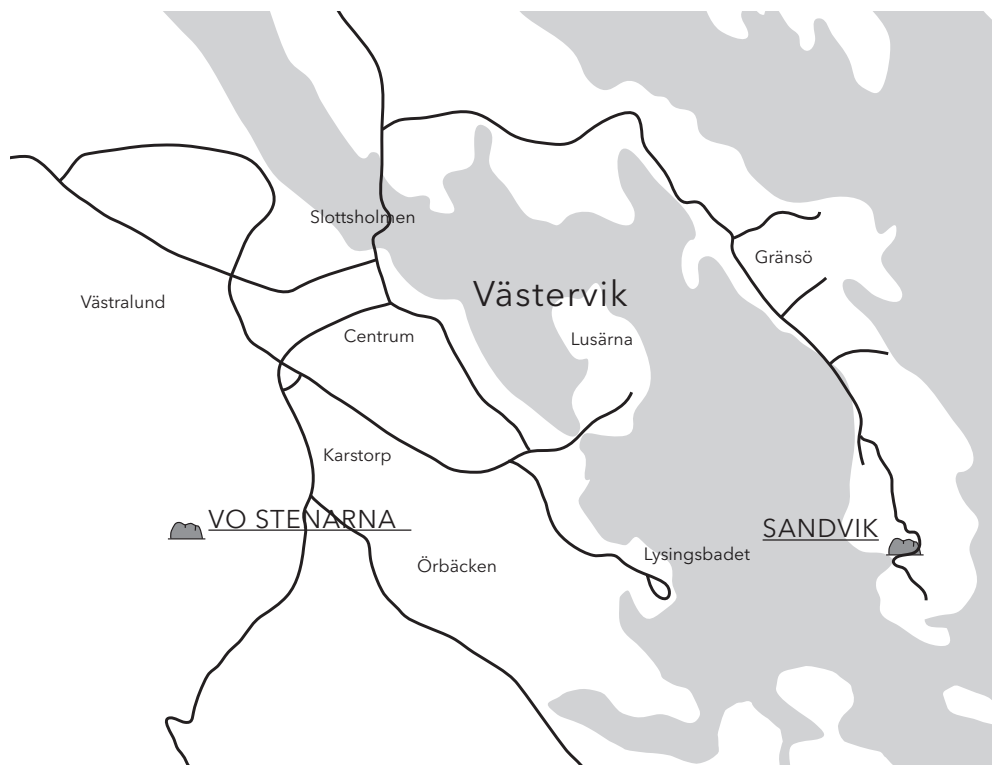 Slottsholmen
Gränsö
Västervik
Västralund
Centrum
Lusärna
Karstorp
VO STENARNA
SANDVIK
Lysingsbadet
Örbäcken